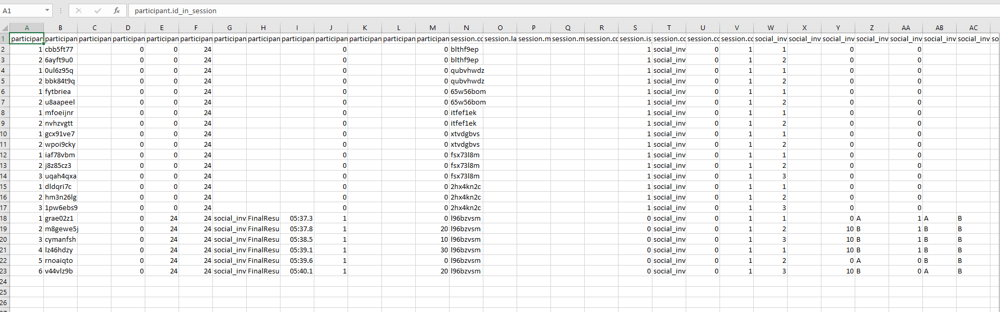 A1 fx participant.id_in_session
A B C D E F G H I J K L M N O P Q R S T U V W X Y Z AA AB AC
1 participan participan participan participan participan participan participan participan participan participan participan participan participan session.co session.la session.m session.m session.co session.is_ session.co session.co session.co social_inv social_inv social_inv social_inv social_inv social_inv social_inv so
2 1 cbb5ft77 0 0 24 0 0 blthf9ep 1 social_inv 0 1 1 0 0
3 2 6ayft9u0 0 0 24 0 0 blthf9ep 1 social_inv 0 1 2 0 0
4 1 0ul6z95q 0 0 24 0 0 qubvhwdz 1 social_inv 0 1 1 0 0
5 2 bbk84t9q 0 0 24 0 0 qubvhwdz 1 social_inv 0 1 2 0 0
6 1 fytbriea 0 0 24 0 0 65w56bom 1 social_inv 0 1 1 0 0
7 2 u8aapeel 0 0 24 0 0 65w56bom 1 social_inv 0 1 2 0 0
8 1 mfoeijnr 0 0 24 0 0 itfef1ek 1 social_inv 0 1 1 0 0
9 2 nvhzvgtt 0 0 24 0 0 itfef1ek 1 social_inv 0 1 2 0 0
10 1 gcx91ve7 0 0 24 0 0 xtvdgbvs 1 social_inv 0 1 1 0 0
11 2 wpoi9cky 0 0 24 0 0 xtvdgbvs 1 social_inv 0 1 2 0 0
12 1 iaf78vbm 0 0 24 0 0 fsx73l8m 1 social_inv 0 1 1 0 0
13 2 j8z85cz3 0 0 24 0 0 fsx73l8m 1 social_inv 0 1 2 0 0
14 3 uqah4qxa 0 0 24 0 0 fsx73l8m 1 social_inv 0 1 3 0 0
15 1 dldqri7c 0 0 24 0 0 2hx4kn2c 1 social_inv 0 1 1 0 0
16 2 hm3n26lg 0 0 24 0 0 2hx4kn2c 1 social_inv 0 1 2 0 0
17 3 1pw6ebs9 0 0 24 0 0 2hx4kn2c 1 social_inv 0 1 3 0 0
18 1 grae02z1 0 24 24 social_inv FinalResu 05:37.3 1 0 l96bzvsm 0 social_inv 0 1 1 0 A 1 A B
19 2 m8gewe5j 0 24 24 social_inv FinalResu 05:37.8 1 20 l96bzvsm 0 social_inv 0 1 2 10 B 1 B B
20 3 cymanfsh 0 24 24 social_inv FinalResu 05:38.5 1 10 l96bzvsm 0 social_inv 0 1 3 10 B 1 B B
21 4 lz46hdzy 0 24 24 social_inv FinalResu 05:39.1 1 30 l96bzvsm 0 social_inv 0 1 1 10 B 1 B B
22 5 rnoaiqto 0 24 24 social_inv FinalResu 05:39.6 1 0 l96bzvsm 0 social_inv 0 1 2 0 A 0 B B
23 6 v44vlz9b 0 24 24 social_inv FinalResu 05:40.1 1 20 l96bzvsm 0 social_inv 0 1 3 10 B 0 A B
24
25
26